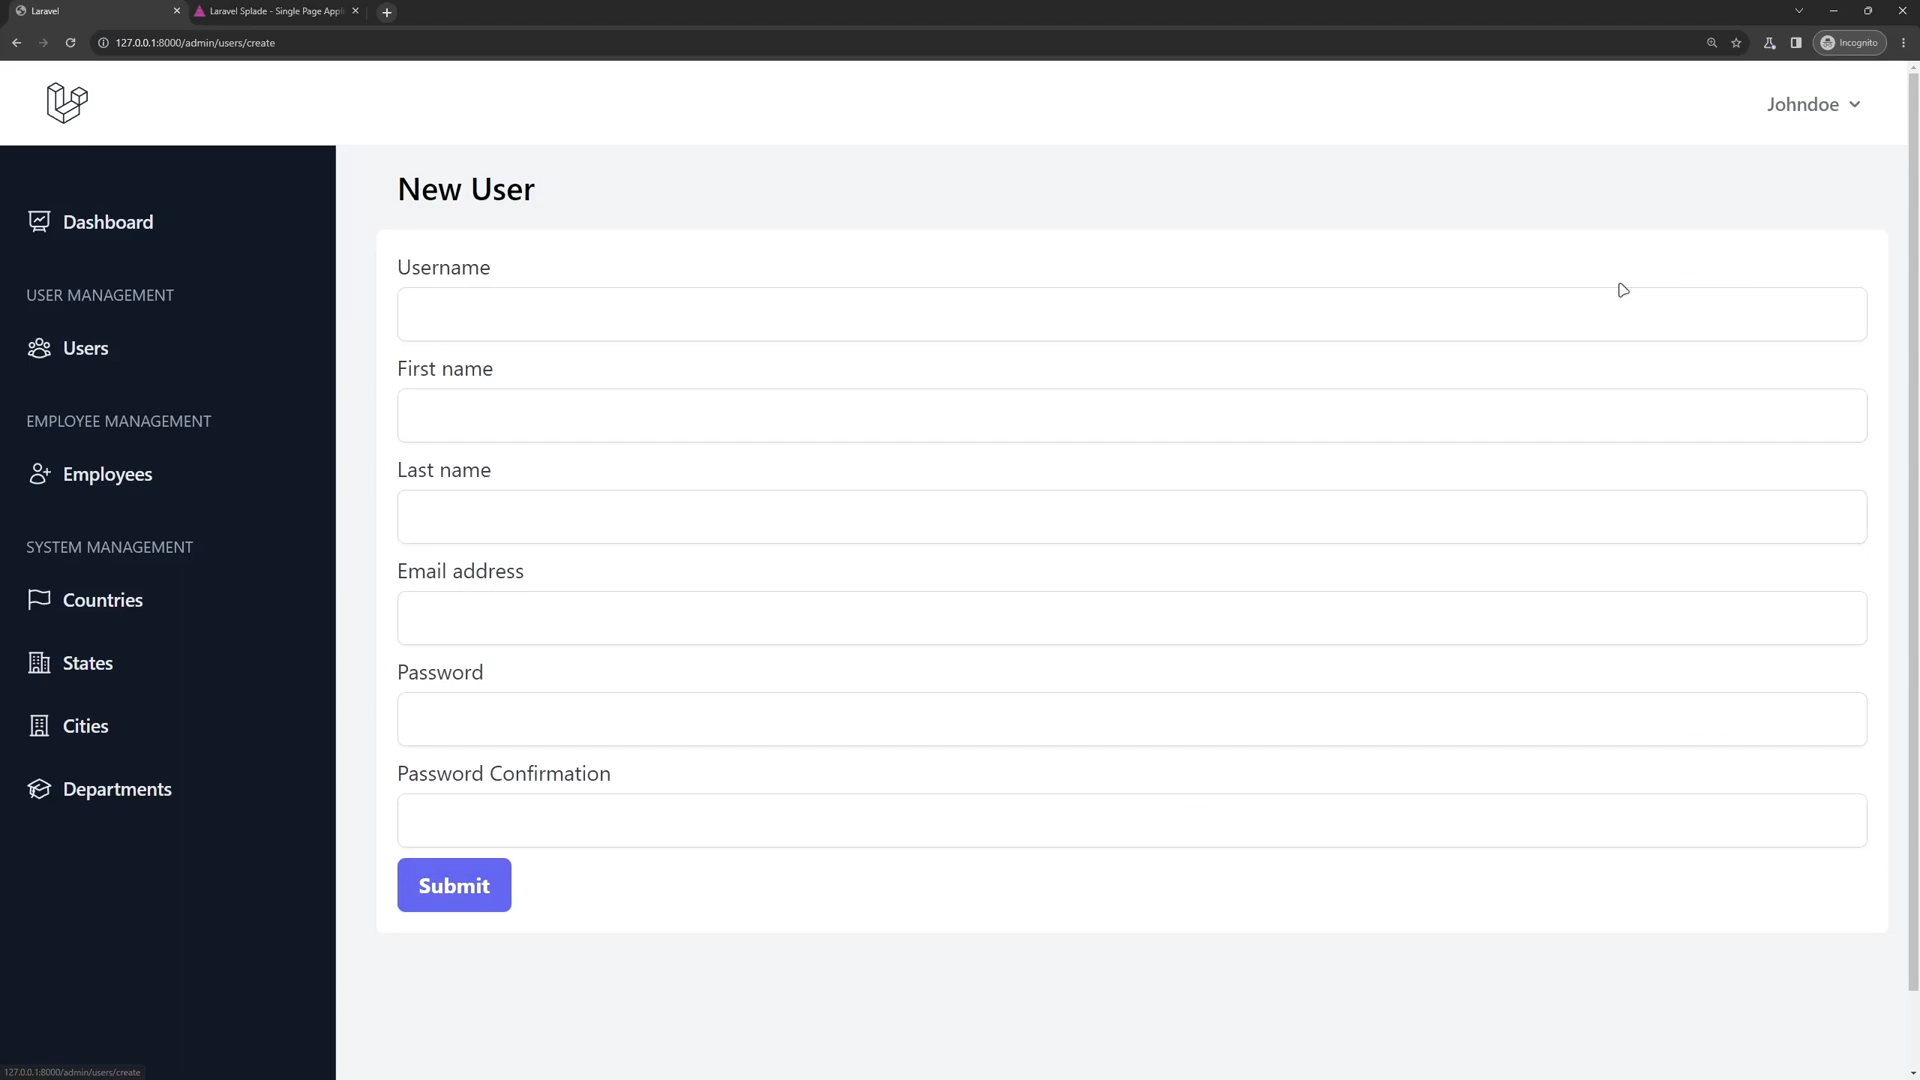 Laravel
Laravel Splade - Single Page Appl
127.0.0.1:8000/admin/users/create
Incognito
Johndoe
Dashboard
USER MANAGEMENT
Users
EMPLOYEE MANAGEMENT
Employees
SYSTEM MANAGEMENT
Countries
States
Cities
Departments
New User
Username
First name
Last name
Email address
Password
Password Confirmation
Submit
127.0.0.1:8000/admin/users/create